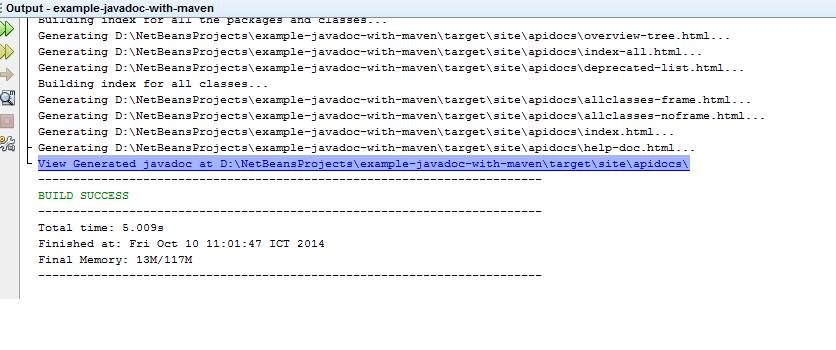 Output - example-javadoc-with-maven
Building index for all the packages and classes...
Generating D:\NetBeansProjects\example-javadoc-with-maven\target\site\apidocs\overview-tree.html...
Generating D:\NetBeansProjects\example-javadoc-with-maven\target\site\apidocs\index-all.html...
Generating D:\NetBeansProjects\example-javadoc-with-maven\target\site\apidocs\deprecated-list.html...
Building index for all classes...
Generating D:\NetBeansProjects\example-javadoc-with-maven\target\site\apidocs\allclasses-frame.html...
Generating D:\NetBeansProjects\example-javadoc-with-maven\target\site\apidocs\allclasses-noframe.html...
Generating D:\NetBeansProjects\example-javadoc-with-maven\target\site\apidocs\index.html...
Generating D:\NetBeansProjects\example-javadoc-with-maven\target\site\apidocs\help-doc.html...
View Generated javadoc at D:\NetBeansProjects\example-javadoc-with-maven\target\site\apidocs\
------------------------------------------------------------------------
BUILD SUCCESS
------------------------------------------------------------------------
Total time: 5.009s
Finished at: Fri Oct 10 11:01:47 ICT 2014
Final Memory: 13M/117M
------------------------------------------------------------------------